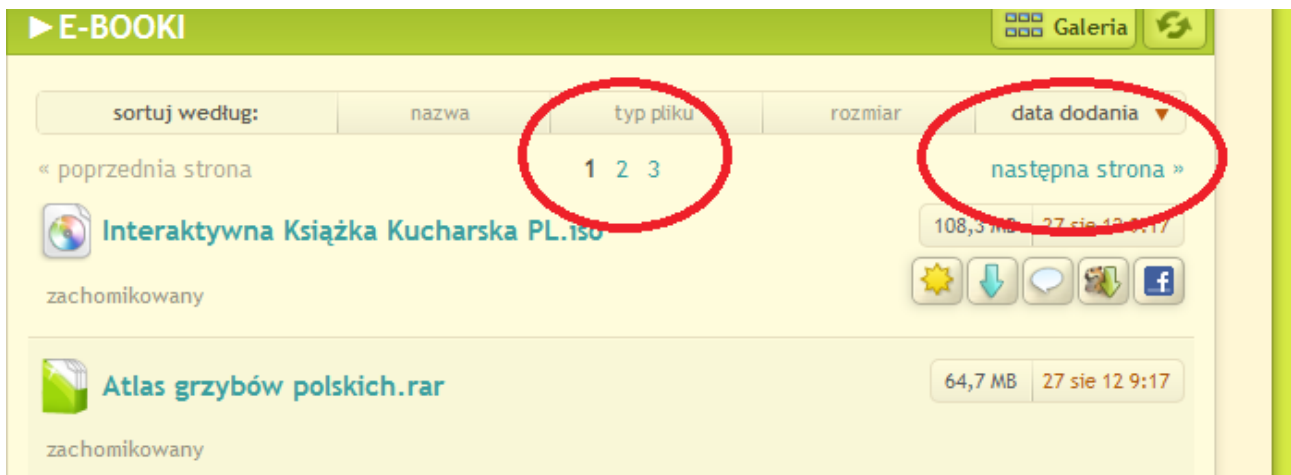 ►E-BOOKI
Galeria
sortuj według: nazwa typ pliku rozmiar data dodania ▼
« poprzednia strona 1 2 3 następna strona »
Interaktywna Książka Kucharska PL.iso 108,3 MB 27 sie 12 9:17
zachomikowany
Atlas grzybów polskich.rar 64,7 MB 27 sie 12 9:17
zachomikowany